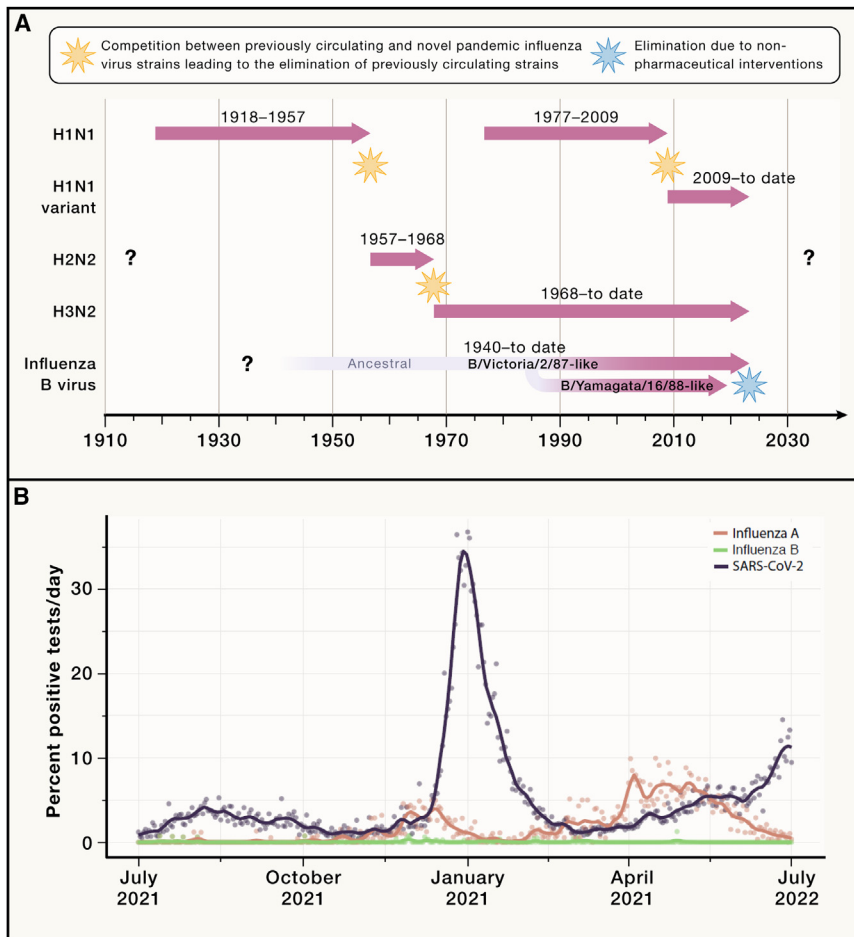 A
Competition between previously circulating and novel pandemic influenza
virus strains leading to the elimination of previously circulating strains
Elimination due to non-
pharmaceutical interventions
H1N1
1918–1957
1977–2009
H1N1
variant
2009–to date
H2N2
?
1957–1968
?
H3N2
1968–to date
Influenza
B virus
?
1940–to date
Ancestral
B/Victoria/2/87-like
B/Yamagata/16/88-like
1910
1930
1950
1970
1990
2010
2030
B
Percent positive tests/day
30
20
10
0
Influenza A
Influenza B
SARS-CoV-2
July
2021
October
2021
January
2021
April
2021
July
2022